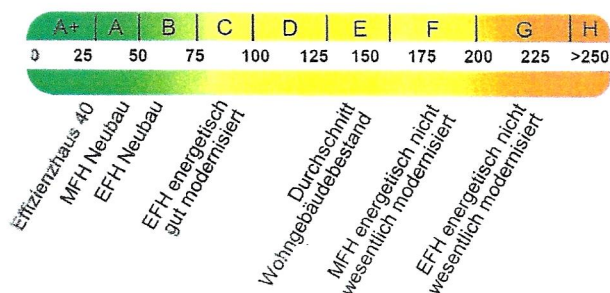 A+ A B C D E F G H
0 25 50 75 100 125 150 175 200 225 >250
Effizienzhaus 40
MFH Neubau
EFH Neubau
EFH energetisch
gut modernisiert
Durchschnitt
Wohngebäudebestand
MFH energetisch nicht
wesentlich modernisiert
EFH energetisch nicht
wesentlich modernisiert